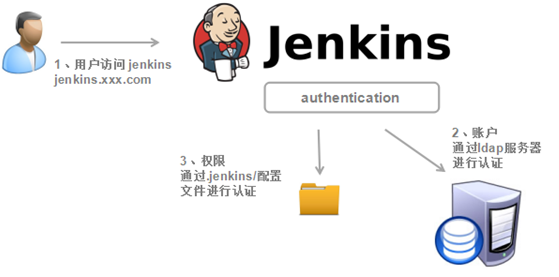 Jenkins
1、用户访问 jenkins
jenkins.xxx.com
authentication
2、账户
通过ldap服务器
进行认证
3、权限
通过.jenkins/配置
文件进行认证